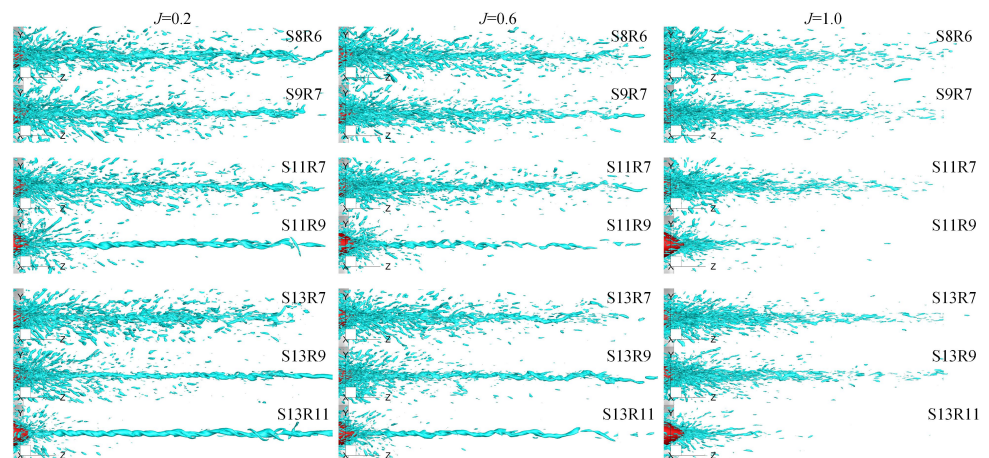 J=0.2 J=0.6 J=1.0
Y S8R6 Y S8R6 Y S8R6
X Z X Z X Z
Y S9R7 Y S9R7 Y S9R7
X Z X Z X Z
Y S11R7 Y S11R7 Y S11R7
X Z X Z X Z
Y S11R9 Y S11R9 Y S11R9
X Z X Z X Z
Y S13R7 Y S13R7 Y S13R7
X Z X Z X Z
Y S13R9 Y S13R9 Y S13R9
X Z X Z X Z
Y S13R11 Y S13R11 Y S13R11
X Z X Z X Z